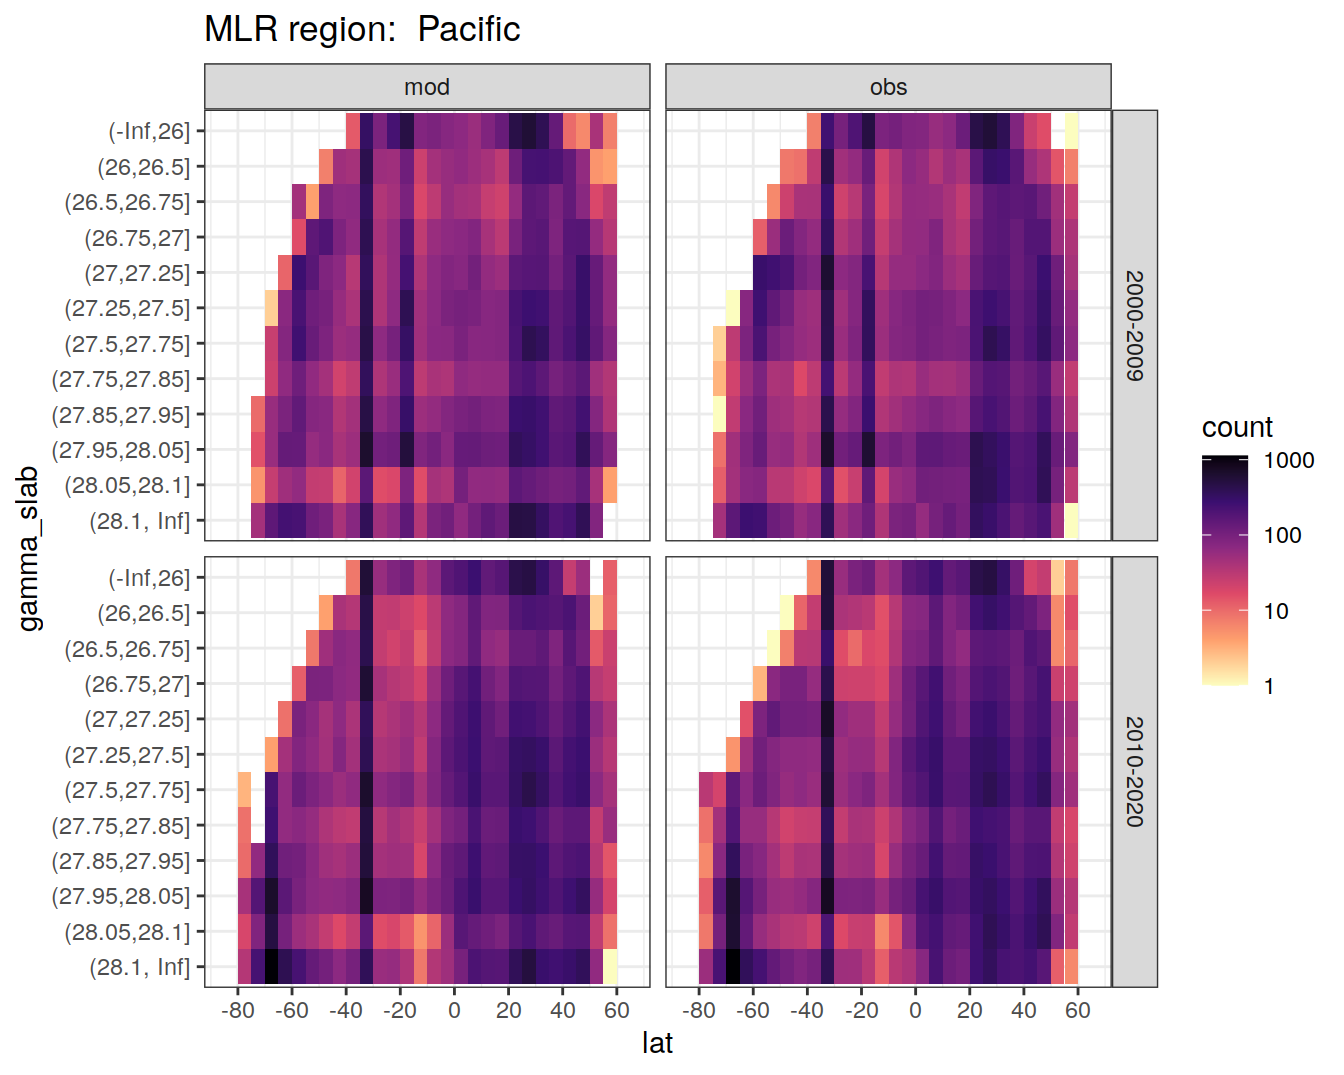 MLR region:  Pacific
mod
obs
(-Inf,26]
(26,26.5]
(26.5,26.75]
(26.75,27]
(27,27.25]
(27.25,27.5]
(27.5,27.75]
(27.75,27.85]
(27.85,27.95]
(27.95,28.05]
(28.05,28.1]
(28.1, Inf]
2000-2009
(-Inf,26]
(26,26.5]
(26.5,26.75]
(26.75,27]
(27,27.25]
(27.25,27.5]
(27.5,27.75]
(27.75,27.85]
(27.85,27.95]
(27.95,28.05]
(28.05,28.1]
(28.1, Inf]
2010-2020
gamma_slab
-80 -60 -40 -20 0 20 40 60
-80 -60 -40 -20 0 20 40 60
lat
count
1000
100
10
1